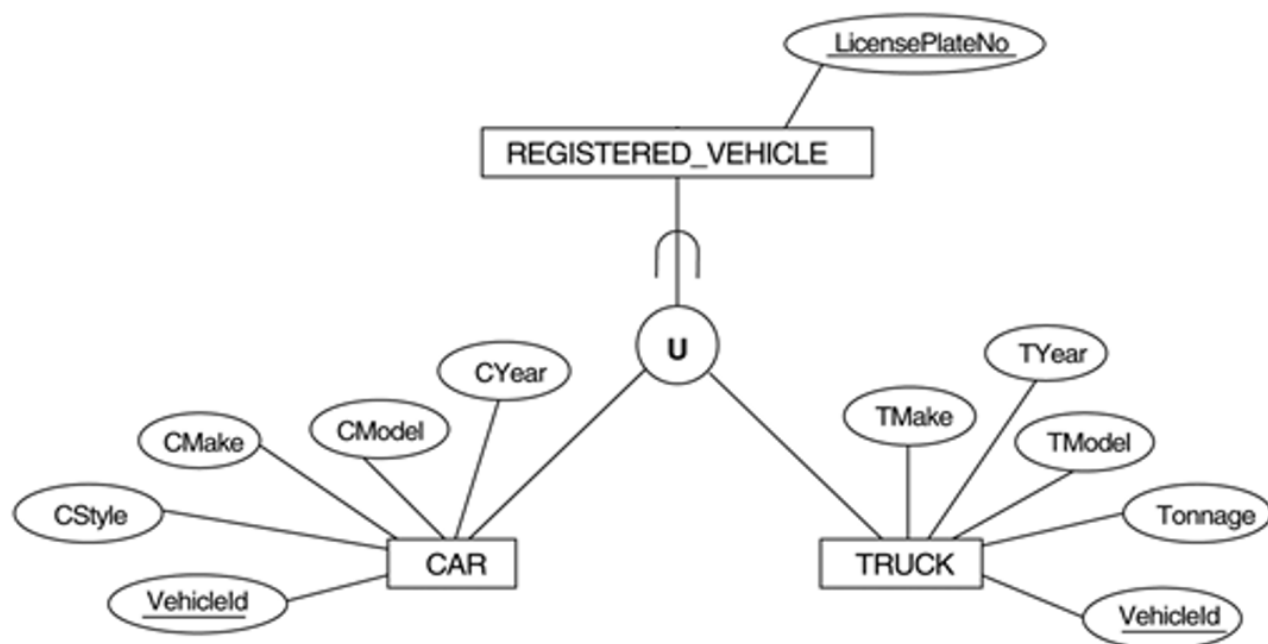 LicensePlateNo
REGISTERED_VEHICLE
U
CYear
TYear
CMake
CModel
TMake
TModel
CStyle
Tonnage
CAR
TRUCK
VehicleId
VehicleId